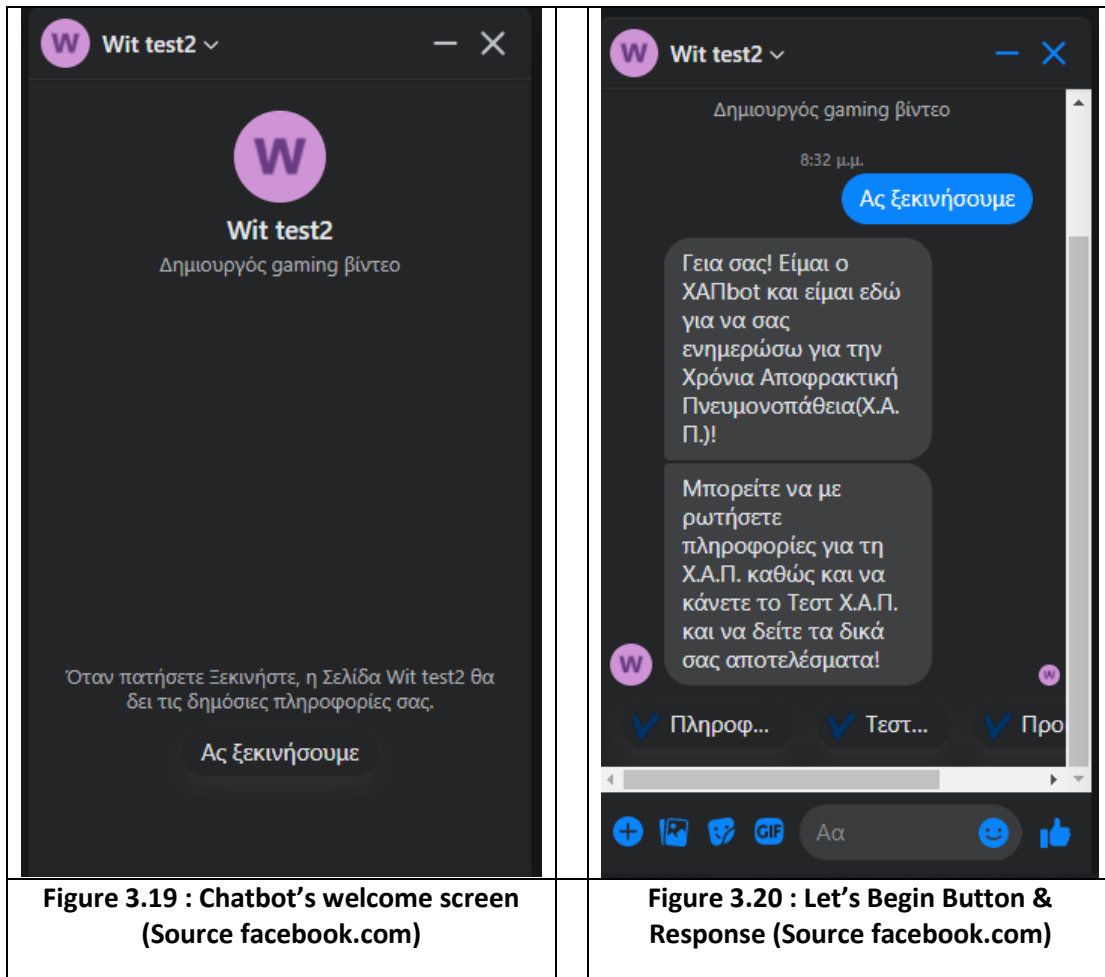 W Wit test2
W
Wit test2
Δημιουργός gaming βίντεο
Όταν πατήσετε Ξεκινήστε, η Σελίδα Wit test2 θα
δει τις δημόσιες πληροφορίες σας.
Ας ξεκινήσουμε
Figure 3.19 : Chatbot's welcome screen
(Source facebook.com)
W Wit test2
Δημιουργός gaming βίντεο
8:32 μ.μ.
Ας ξεκινήσουμε
Γεια σας! Είμαι ο
ΧΑΠbot και είμαι εδώ
για να σας
ενημερώσω για την
Χρόνια Αποφρακτική
Πνευμονοπάθεια(Χ.Α.
Π.)!
Μπορείτε να με
ρωτήσετε
πληροφορίες για τη
Χ.Α.Π. καθώς και να
κάνετε το Τεστ Χ.Α.Π.
και να δείτε τα δικά
σας αποτελέσματα!
W
W
Πληροφ... Τεστ... Προ
GIF Αα
Figure 3.20 : Let's Begin Button &
Response (Source facebook.com)